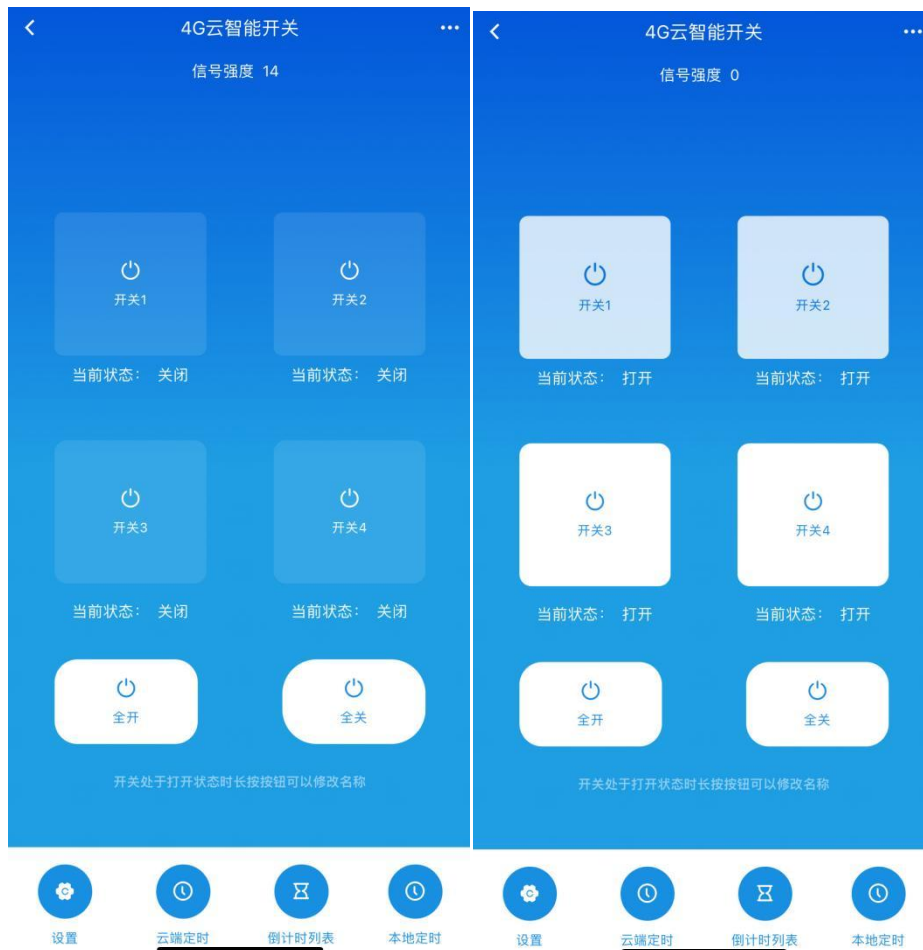 4G云智能开关
信号强度 14
开关1
开关2
当前状态： 关闭
当前状态： 关闭
开关3
开关4
当前状态： 关闭
当前状态： 关闭
全开
全关
开关处于打开状态时长按按钮可以修改名称
设置
云端定时
倒计时列表
本地定时
4G云智能开关
信号强度 0
开关1
开关2
当前状态： 打开
当前状态： 打开
开关3
开关4
当前状态： 打开
当前状态： 打开
全开
全关
开关处于打开状态时长按按钮可以修改名称
设置
云端定时
倒计时列表
本地定时